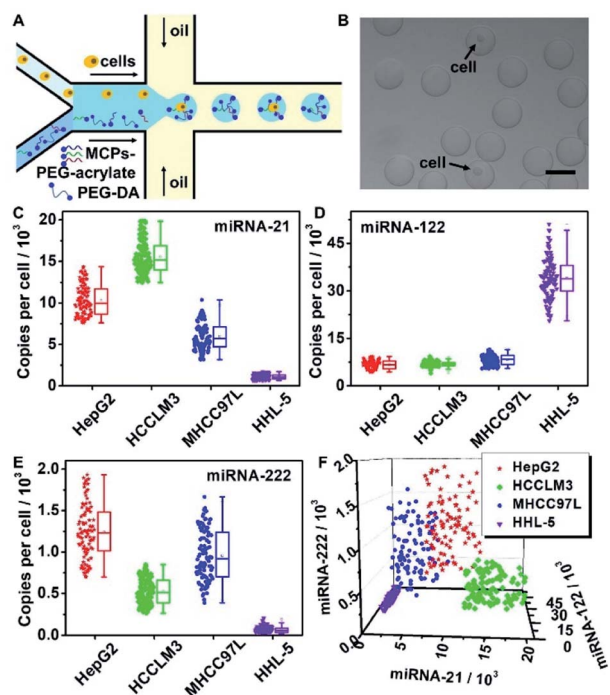 A
cells
oil
MCPs-
PEG-acrylate
PEG-DA
oil
B
cell
cell
C
miRNA-21
Copies per cell / 10³
20
15
10
5
0
HepG2
HCCLM3
MHCC97L
HHL-5
D
miRNA-122
Copies per cell / 10³
45
30
15
0
HepG2
HCCLM3
MHCC97L
HHL-5
E
miRNA-222
Copies per cell / 10³
2.0
1.5
1.0
0.5
0.0
HepG2
HCCLM3
MHCC97L
HHL-5
F
HepG2
HCCLM3
MHCC97L
HHL-5
miRNA-222 / 10³
2.0
1.5
1.0
0.5
0.0
5
10
15
20
miRNA-21 / 10³
45
30
15
0
miRNA-122 / 10³